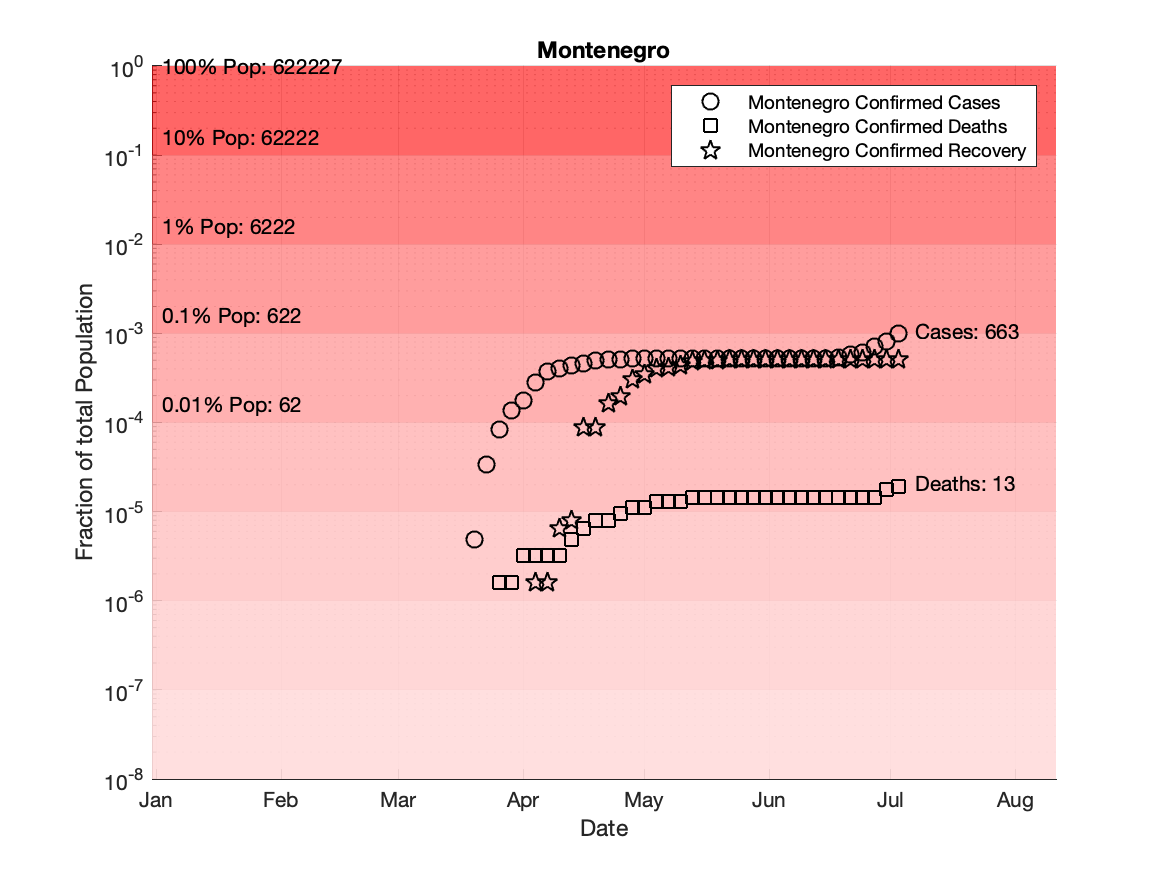 Montenegro
10^0
100% Pop: 622227
Montenegro Confirmed Cases
Montenegro Confirmed Deaths
Montenegro Confirmed Recovery
10% Pop: 62222
10^-1
1% Pop: 6222
10^-2
0.1% Pop: 622
10^-3
Cases: 663
0.01% Pop: 62
10^-4
Deaths: 13
10^-5
10^-6
10^-7
10^-8
Fraction of total Population
Jan Feb Mar Apr May Jun Jul Aug
Date